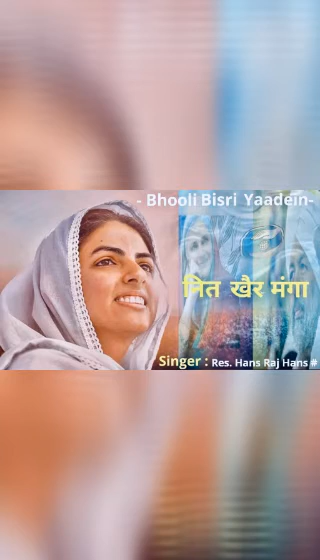 - Bhooli Bisri Yaadein-
नित खैर मंगा
Singer : Res. Hans Raj Hans #